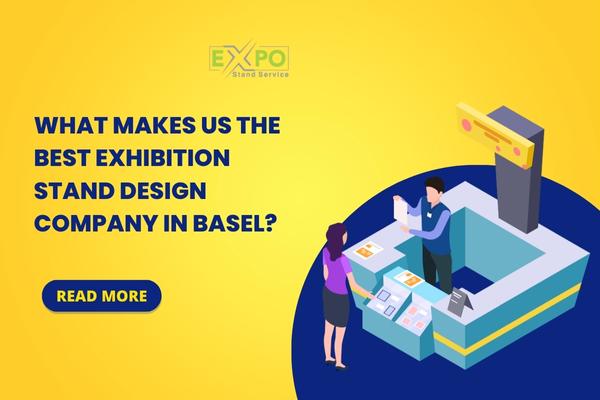 EXPO
Stand Service
WHAT MAKES US THE
BEST EXHIBITION
STAND DESIGN
COMPANY IN BASEL?
READ MORE